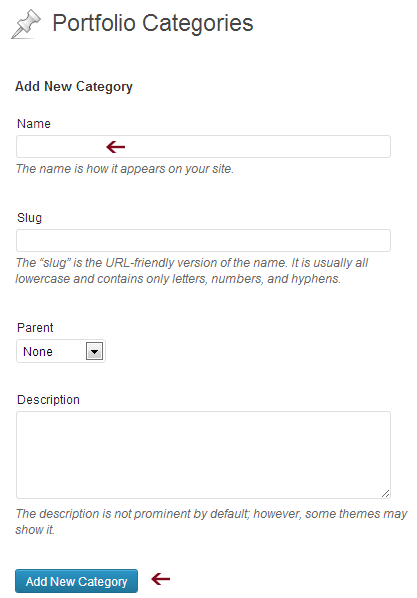 Portfolio Categories
Add New Category
Name
The name is how it appears on your site.
Slug
The “slug” is the URL-friendly version of the name. It is usually all
lowercase and contains only letters, numbers, and hyphens.
Parent
None
Description
The description is not prominent by default; however, some themes may
show it.
Add New Category